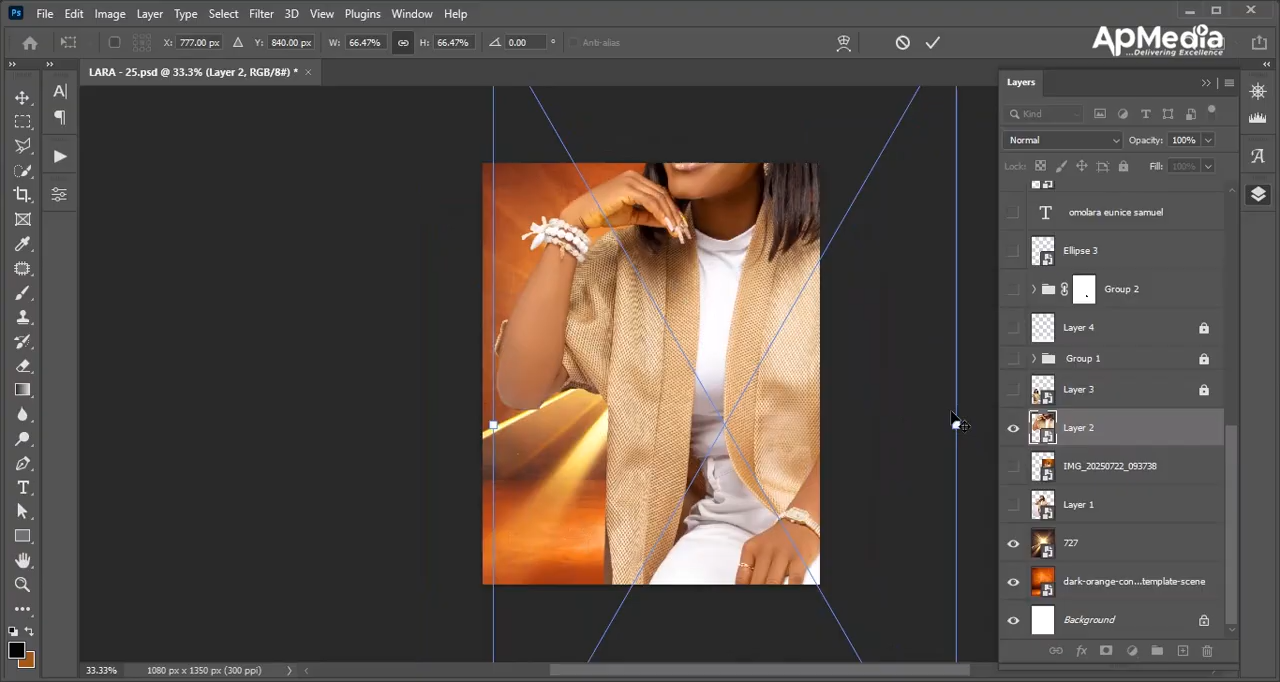 Ps File Edit Image Layer Type Select Filter 3D View Plugins Window Help
X: 777.00 px Y: 840.00 px W: 66.47% H: 66.47% 0.00 ° Anti-alias
ApMedia
...Delivering Excellence
LARA - 25.psd @ 33.3% (Layer 2, RGB/8#) * ×
Layers
Kind
Normal Opacity: 100%
Lock: Fill: 100%
omolara eunice samuel
Ellipse 3
Group 2
Layer 4
Group 1
Layer 3
Layer 2
IMG_20250722_093738
Layer 1
727
dark-orange-con...template-scene
Background
33.33% 1080 px x 1350 px (300 ppi)